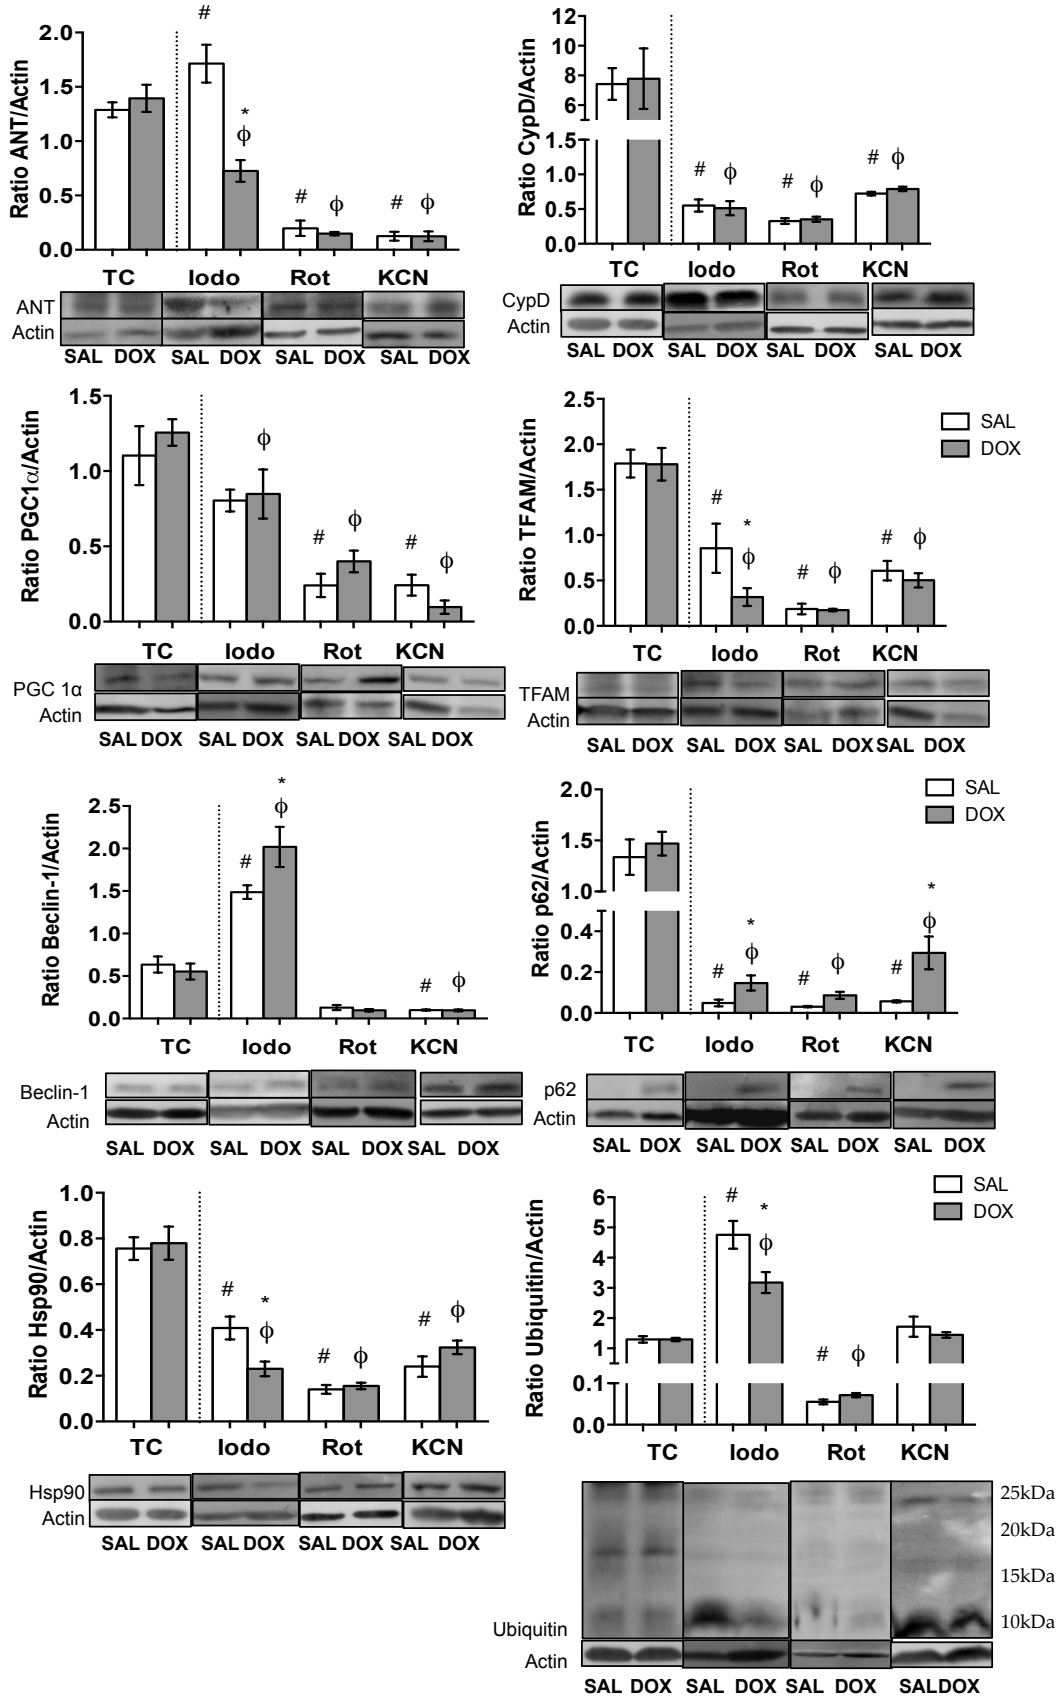 #
2.0
1.5
1.0
0.5
0.0
Ratio ANT/Actin
*
ϕ
# ϕ # ϕ
TC Iodo Rot KCN
ANT
Actin
SAL DOX SAL DOX SAL DOX SAL DOX
12
10
8
6
1.5
1.0
0.5
0.0
Ratio CypD/Actin
# ϕ # ϕ # ϕ
TC Iodo Rot KCN
CypD
Actin
SAL DOX SAL DOX SAL DOX SAL DOX
1.5
1.0
0.5
0.0
Ratio PGC1α/Actin
ϕ
# ϕ # ϕ
TC Iodo Rot KCN
PGC 1α
Actin
SAL DOX SAL DOX SAL DOX SAL DOX
2.5
2.0
1.5
1.0
0.5
0.0
Ratio TFAM/Actin
SAL
DOX
# *
ϕ
# ϕ # ϕ
TC Iodo Rot KCN
TFAM
Actin
SAL DOX SAL DOX SAL DOX SAL DOX
2.5
2.0
1.5
1.0
0.5
0.0
Ratio Beclin-1/Actin
*
# ϕ
# ϕ
TC Iodo Rot KCN
Beclin-1
Actin
SAL DOX SAL DOX SAL DOX SAL DOX
2.0
1.5
1.0
0.4
0.2
0.0
Ratio p62/Actin
SAL
DOX
*
# ϕ
# ϕ
*
# ϕ
TC Iodo Rot KCN
p62
Actin
SAL DOX SAL DOX SAL DOX SAL DOX
1.0
0.8
0.6
0.4
0.2
0.0
Ratio Hsp90/Actin
# *
ϕ
# ϕ # ϕ
TC Iodo Rot KCN
Hsp90
Actin
SAL DOX SAL DOX SAL DOX SAL DOX
6
5
4
3
2
1
0.1
0.0
Ratio Ubiquitin/Actin
SAL
DOX
# *
ϕ
# ϕ
TC Iodo Rot KCN
25kDa
20kDa
15kDa
10kDa
Ubiquitin
Actin
SAL DOX SAL DOX SAL DOX SALDOX